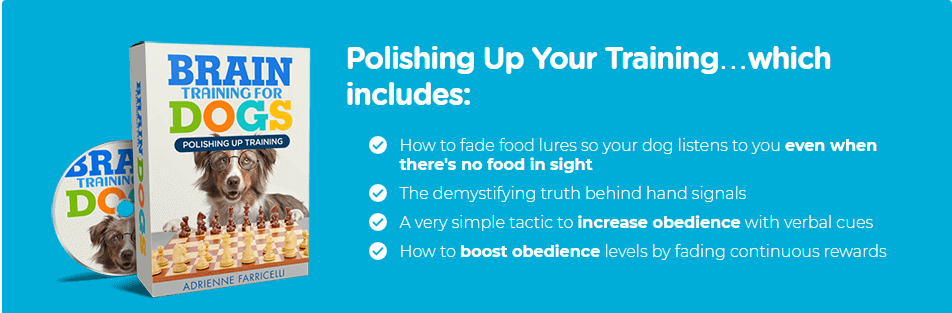 BRAIN
TRAINING FOR
DOGS
POLISHING UP TRAINING
ADRIENNE FARRICELLI
BRAIN
DOGS
BRA
TRAINING
DOG
Polishing Up Your Training...which
includes:
How to fade food lures so your dog listens to you even when
there's no food in sight
The demystifying truth behind hand signals
A very simple tactic to increase obedience with verbal cues
How to boost obedience levels by fading continuous rewards